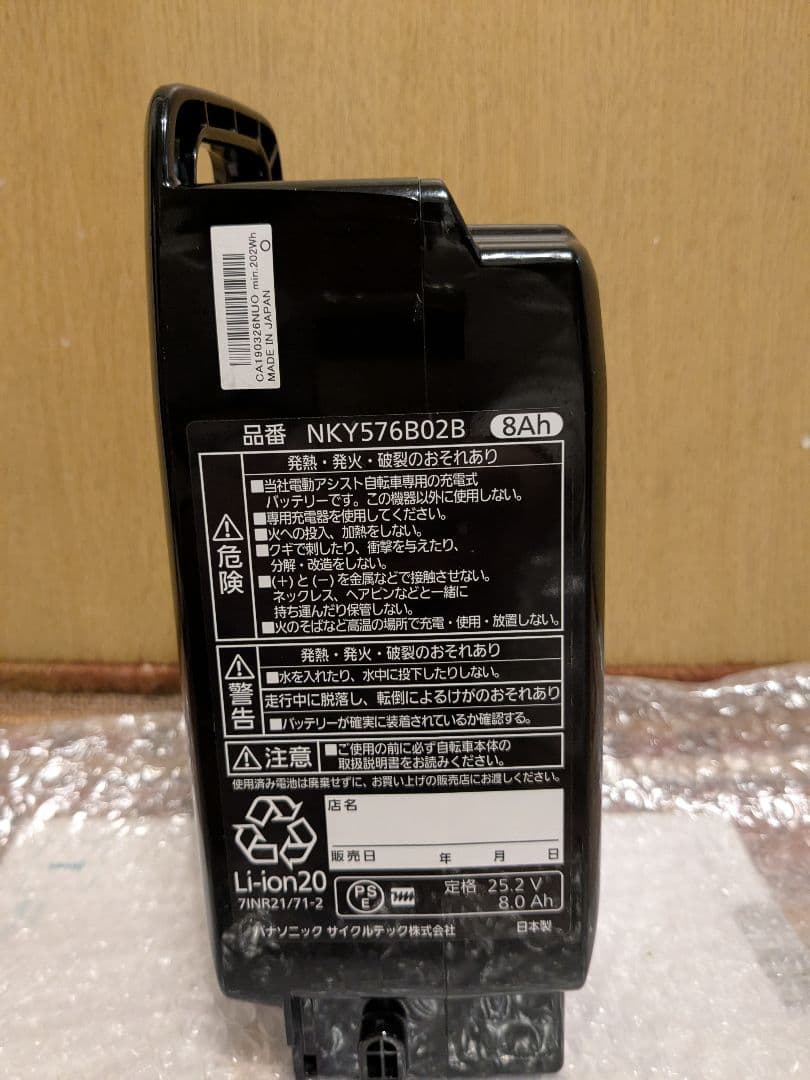 CA190326NUO min.202Wh
MADE IN JAPAN
品番 NKY576B02B 8Ah
危険
発熱・発火・破裂のおそれあり
■当社電動アシスト自転車専用の充電式
バッテリーです。この機器以外に使用しない。
■専用充電器を使用してください。
■火への投入、加熱をしない。
■クギで刺したり、衝撃を与えたり、
分解・改造をしない。
■(+)と(−)を金属などで接触させない。
ネックレス、ヘアピンなどと一緒に
持ち運んだり保管しない。
■火のそばなど高温の場所で充電・使用・放置しない。
警告
発熱・発火・破裂のおそれあり
■水を入れたり、水中に投下したりしない。
走行中に脱落し、転倒によるけがのおそれあり
■バッテリーが確実に装着されているか確認する。
注意
■ご使用の前に必ず自転車本体の
取扱説明書をお読みください。
使用済み電池は廃棄せずに、お買い上げの販売店にお渡しください。
店名
販売日 年 月 日
Li-ion20
7INR21/71-2
PSE
定格 25.2 V
8.0 Ah
パナソニック サイクルテック株式会社 日本製